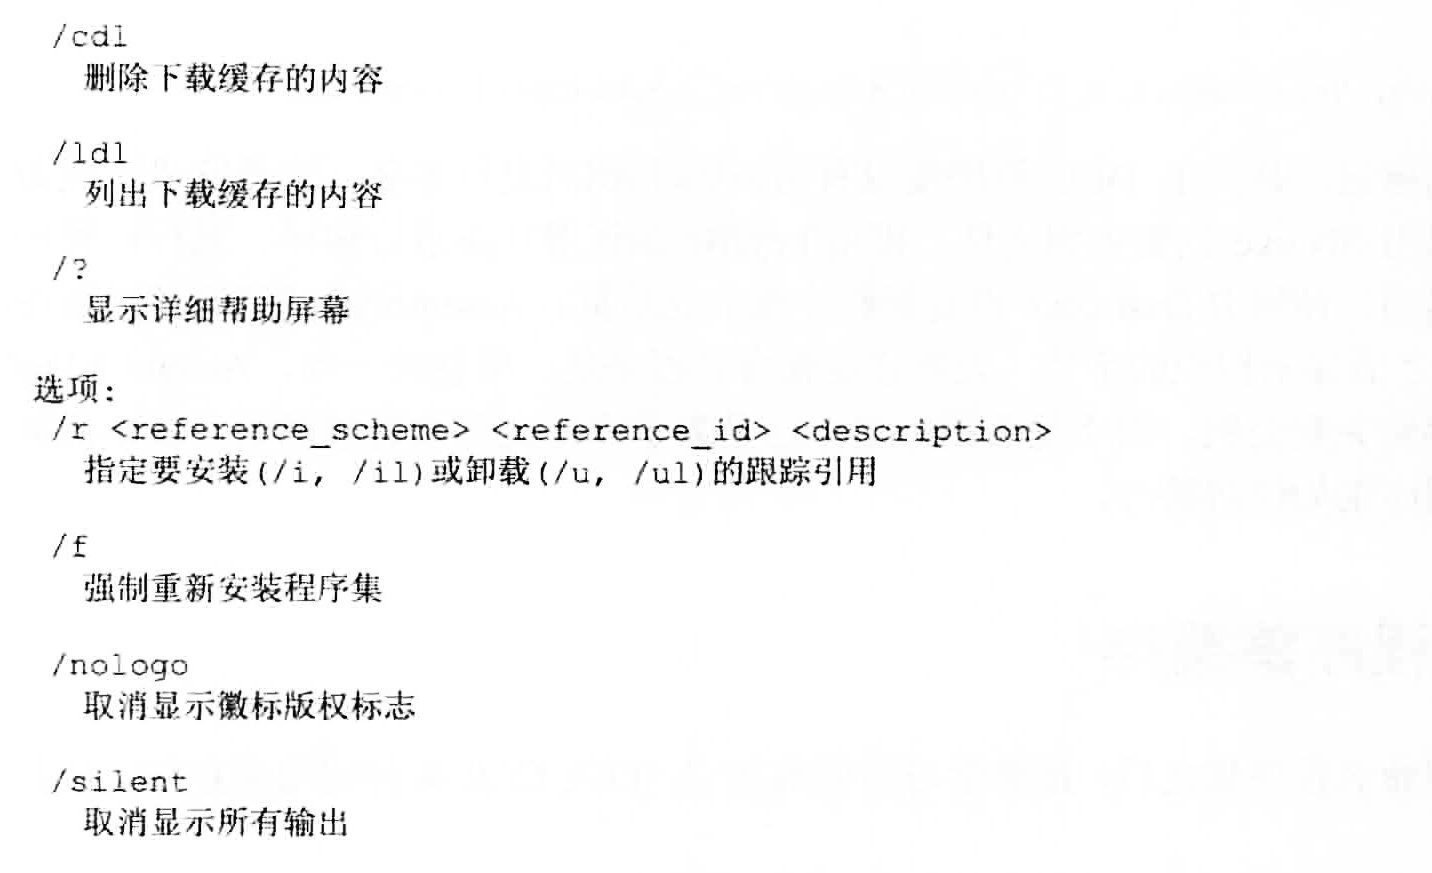 /cdl
删除下载缓存的内容
/ldl
列出下载缓存的内容
/?
显示详细帮助屏幕
选项:
/r <reference_scheme> <reference_id> <description>
指定要安装(/i, /il)或卸载(/u, /ul)的跟踪引用
/f
强制重新安装程序集
/nologo
取消显示徽标版权标志
/silent
取消显示所有输出